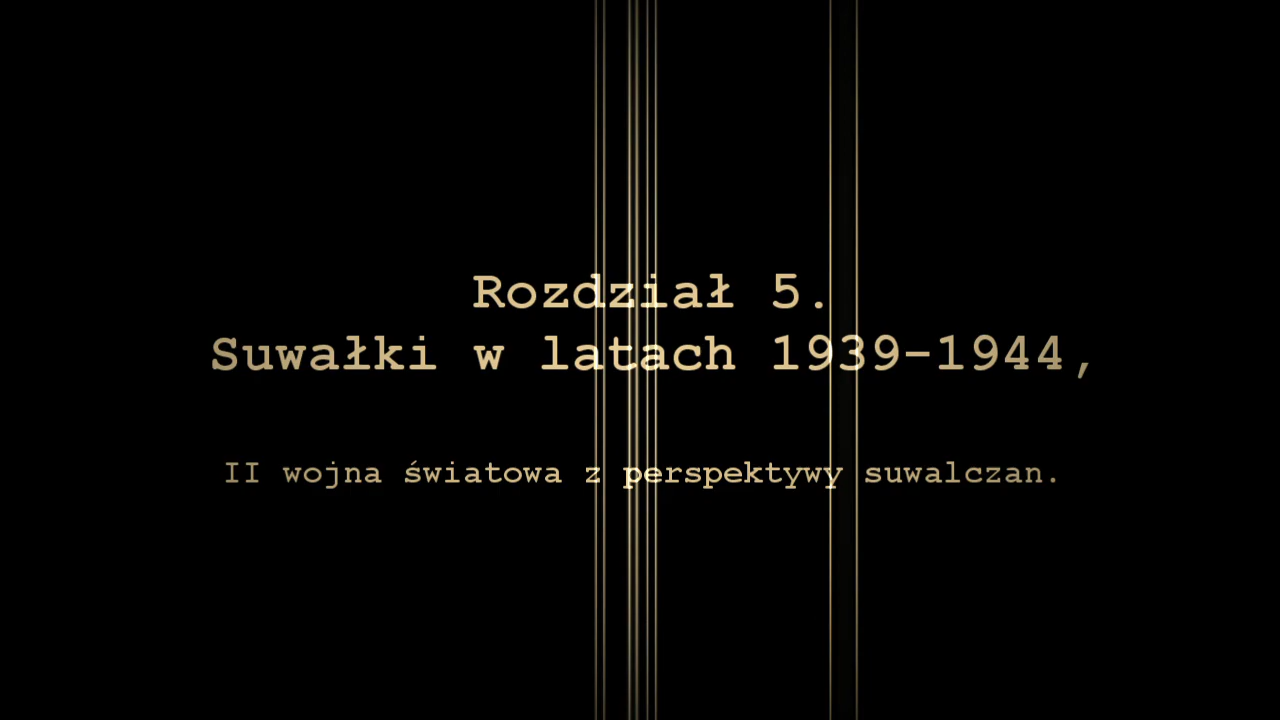 Rozdział 5.
Suwałki w latach 1939-1944,
II wojna światowa z perspektywy suwalczan.